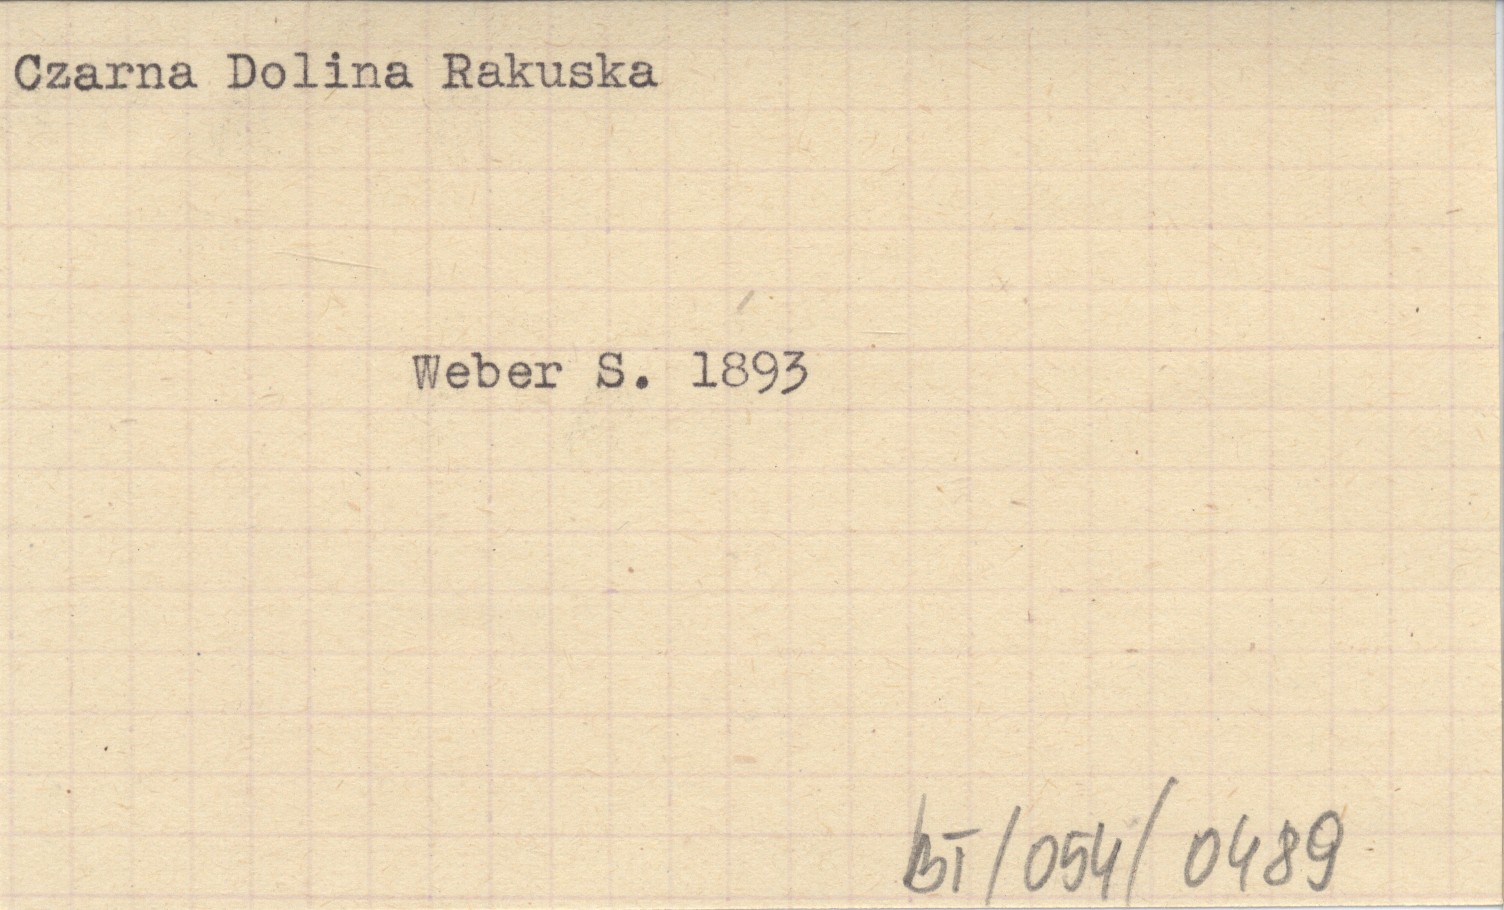 Czarna Dolina Rakuska
Weber S. 1893
BT/054/0489